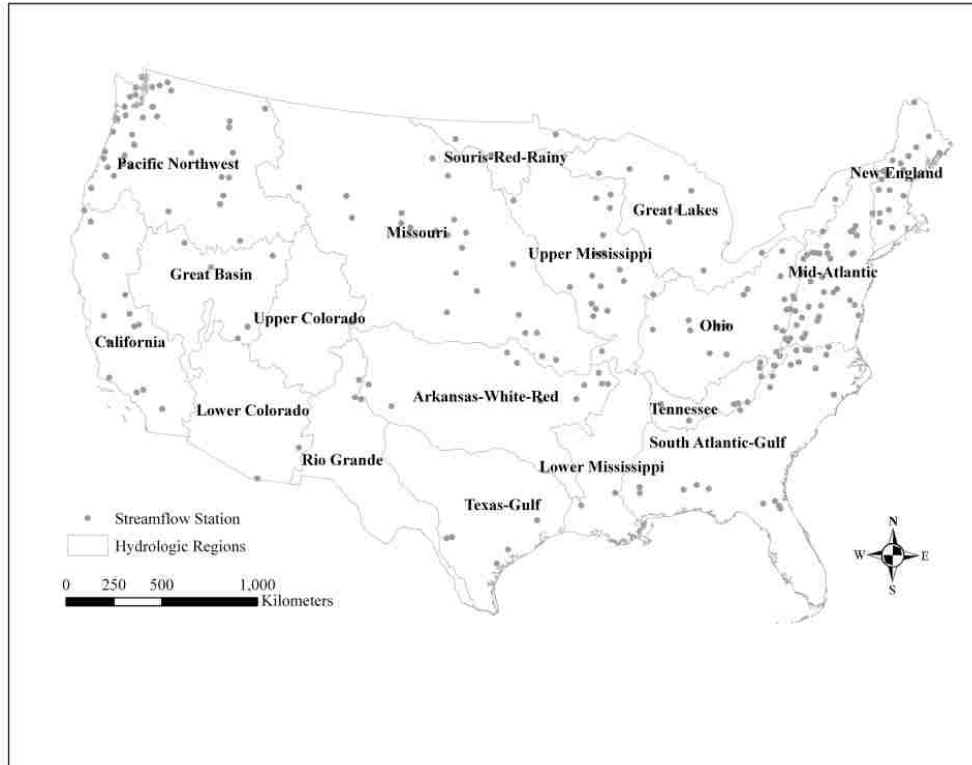 Pacific Northwest
Souris-Red-Rainy
New England
Great Lakes
Missouri
Upper Mississippi
Mid-Atlantic
Great Basin
Upper Colorado
Ohio
California
Arkansas-White-Red
Lower Colorado
Tennessee
South Atlantic-Gulf
Rio Grande
Lower Mississippi
Texas-Gulf
Streamflow Station
Hydrologic Regions
0 250 500 1,000
Kilometers
N
W E
S